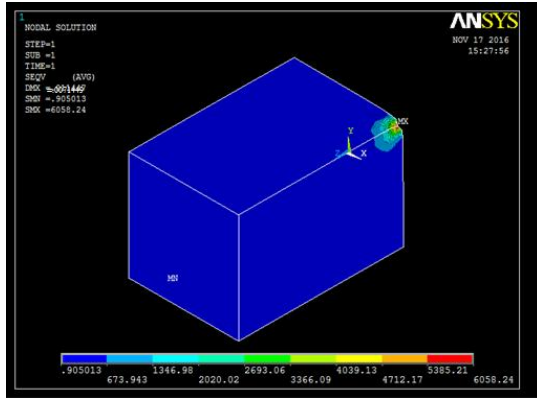 1
NODAL SOLUTION
STEP=1
SUB =1
TIME=1
SEQV (AVG)
DMX
SMN =.905013
SMX =6058.24
ANSYS
NOV 17 2016
15:27:56
MX
Y
Z X
MN
.905013 1346.98 2693.06 4039.13 5385.21
673.943 2020.02 3366.09 4712.17 6058.24